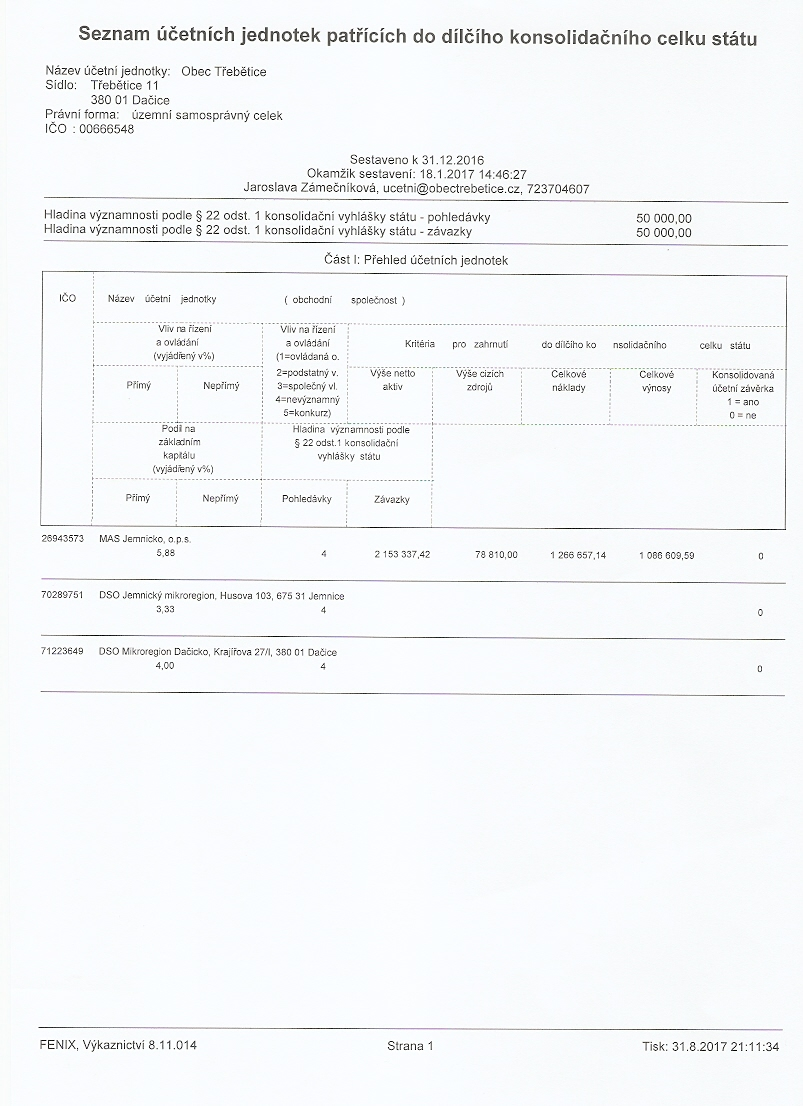 Seznam účetních jednotek patřících do dílčího konsolidačního celku státu
Název účetní jednotky: Obec Třebětice
Sídlo: Třebětice 11
380 01 Dačice
Právní forma: územní samosprávný celek
IČO : 00666548
Sestaveno k 31.12.2016
Okamžik sestavení: 18.1.2017 14:46:27
Jaroslava Zámečníková, ucetni@obectrebetice.cz, 723704607
Hladina významnosti podle § 22 odst. 1 konsolidační vyhlášky státu - pohledávky 50 000,00
Hladina významnosti podle § 22 odst. 1 konsolidační vyhlášky státu - závazky 50 000,00
Část I: Přehled účetních jednotek
IČO Název účetní jednotky ( obchodní společnost )
Vliv na řízení Vliv na řízení
a ovládání a ovládání Kritéria pro zahrnutí do dílčího ko nsolidačního celku státu
(vyjádřený v%) (1=ovládaná o.
2=podstatný v. Výše netto Výše cizích Celkové Celkové Konsolidovaná
Přímý Nepřímý 3=společný vl. aktiv zdrojů náklady výnosy účetní závěrka
4=nevýznamný 1 = ano
5=konkurz) 0 = ne
Podíl na Hladina významnosti podle
základním § 22 odst.1 konsolidační
kapitálu vyhlášky státu
(vyjádřený v%)
Přímý Nepřímý Pohledávky Závazky
26943573 MAS Jemnicko, o.p.s.
5,88 4 2 153 337,42 78 810,00 1 266 657,14 1 086 609,59 0
70289751 DSO Jemnický mikroregion, Husova 103, 675 31 Jemnice
3,33 4 0
71223649 DSO Mikroregion Dačicko, Krajířova 27/I, 380 01 Dačice
4,00 4 0
FENIX, Výkaznictví 8.11.014 Strana 1 Tisk: 31.8.2017 21:11:34